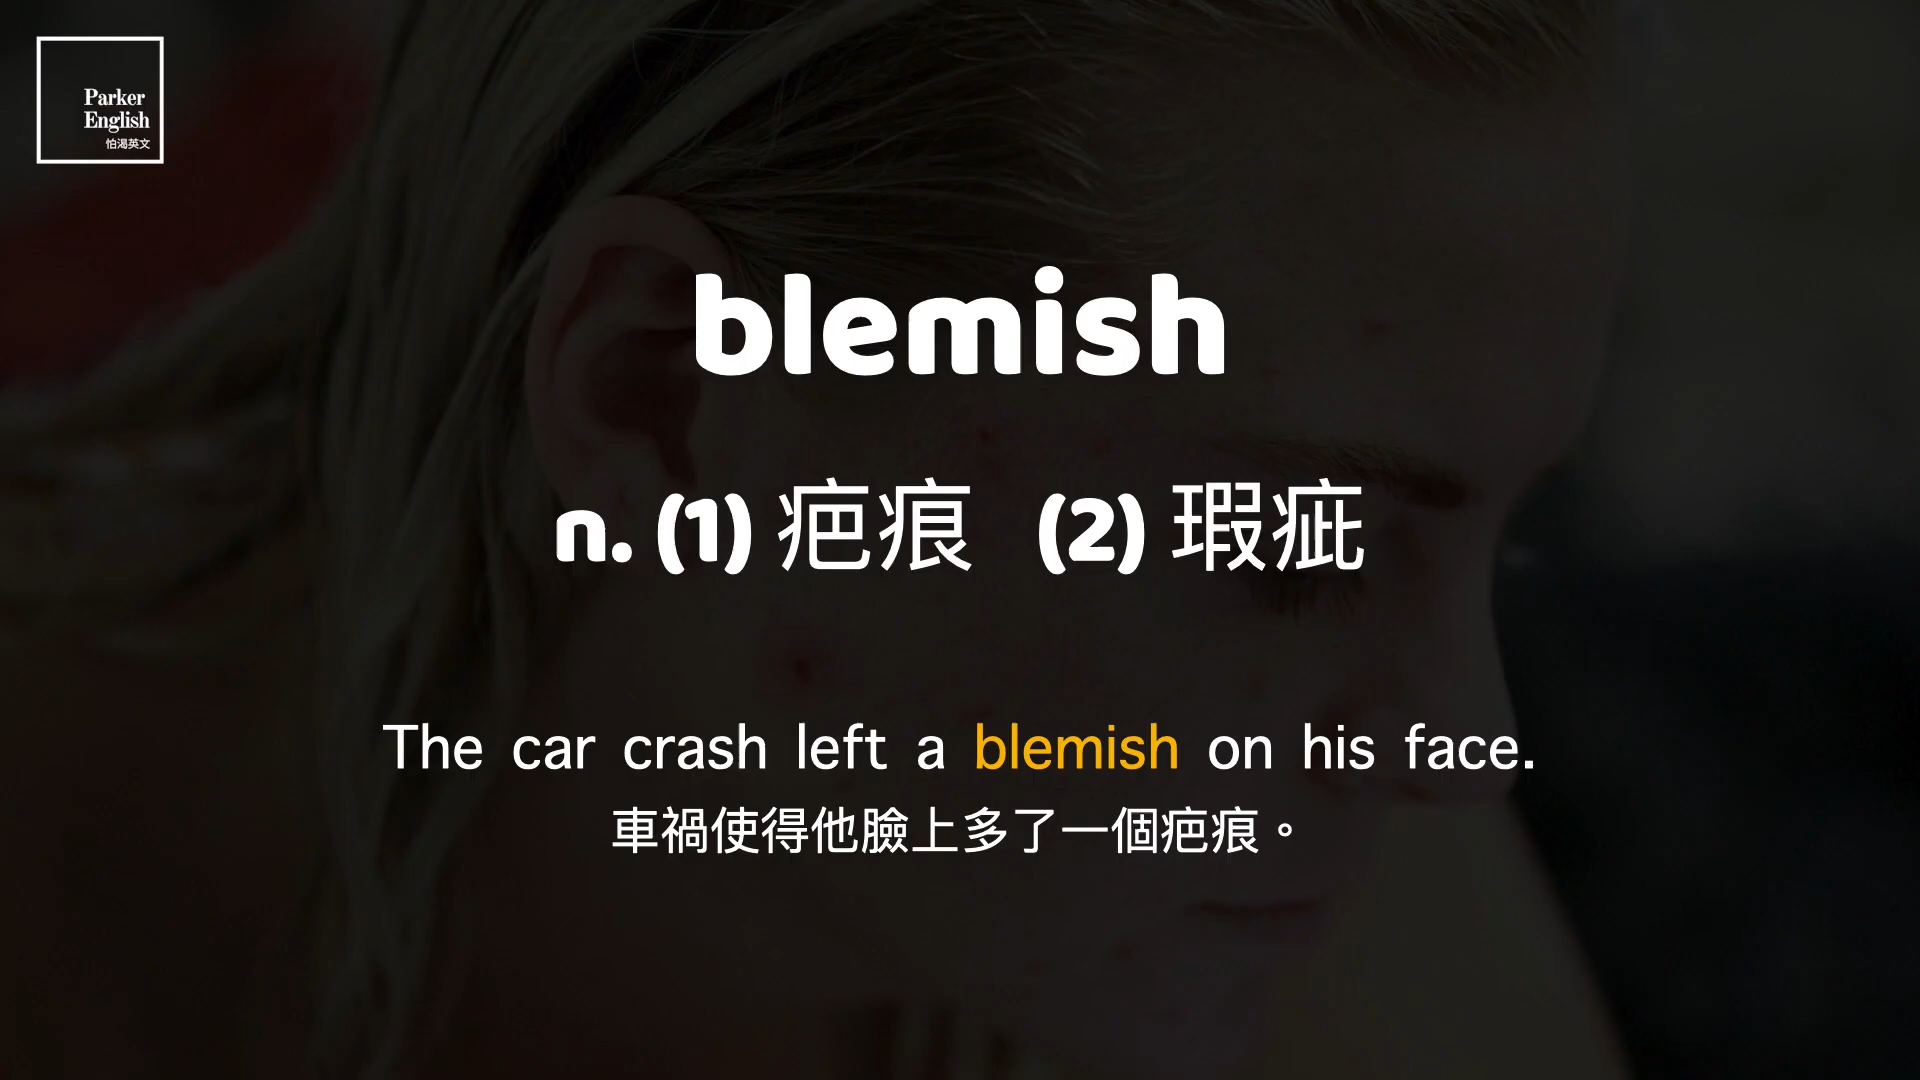 Parker
English
怕渴英文
blemish
n. (1) 疤痕 (2) 瑕疵
The car crash left a blemish on his face.
車禍使得他臉上多了一個疤痕。